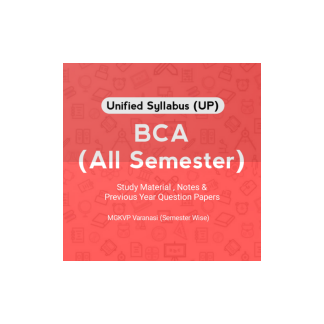 Unified Syllabus (UP)
BCA
(All Semester)
Study Material , Notes &
Previous Year Question Papers
MGKVP Varanasi (Semester Wise)